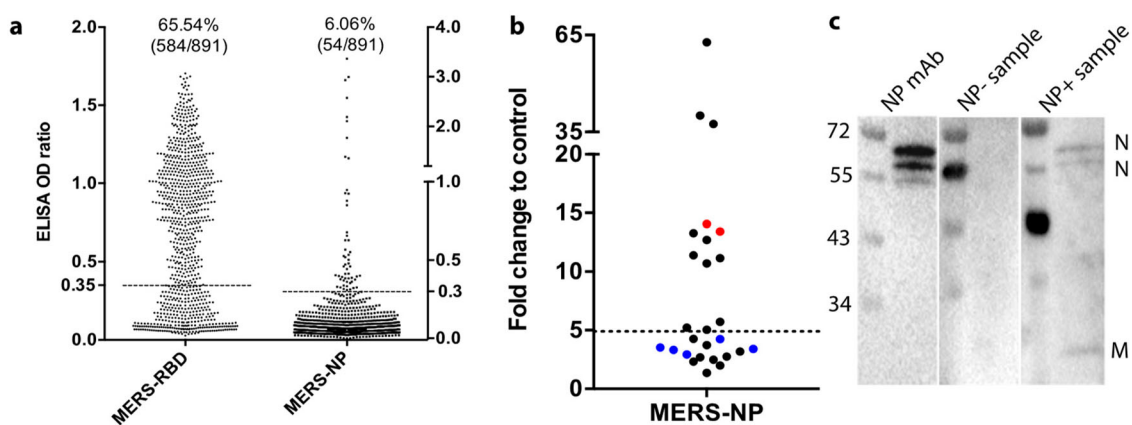 a
65.54%
(584/891)
6.06%
(54/891)
ELISA OD ratio
2.0
1.5
1.0
0.5
0.35
0.0
4.0
3.0
2.0
1.0
0.5
0.3
0.0
MERS-RBD
MERS-NP
b
Fold change to control
65
35
20
15
10
5
0
MERS-NP
c
NP mAb
NP- sample
NP+ sample
72
55
43
34
N
N
M